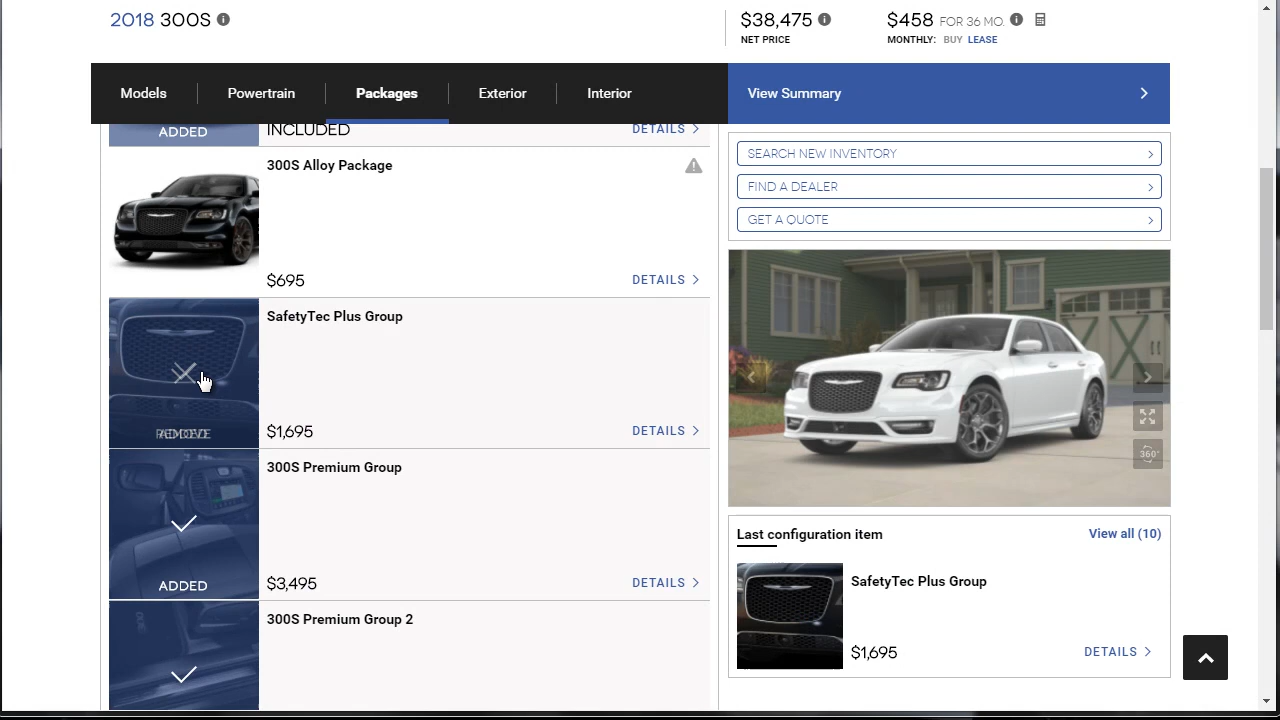 2018 300S
$38,475
NET PRICE
$458 FOR 36 MO.
MONTHLY: BUY LEASE
Models
Powertrain
Packages
Exterior
Interior
View Summary
ADDED
INCLUDED
DETAILS
300S Alloy Package
$695
DETAILS
SafetyTec Plus Group
$1,695
DETAILS
300S Premium Group
ADDED
$3,495
DETAILS
300S Premium Group 2
SEARCH NEW INVENTORY
FIND A DEALER
GET A QUOTE
360°
Last configuration item
View all (10)
SafetyTec Plus Group
$1,695
DETAILS